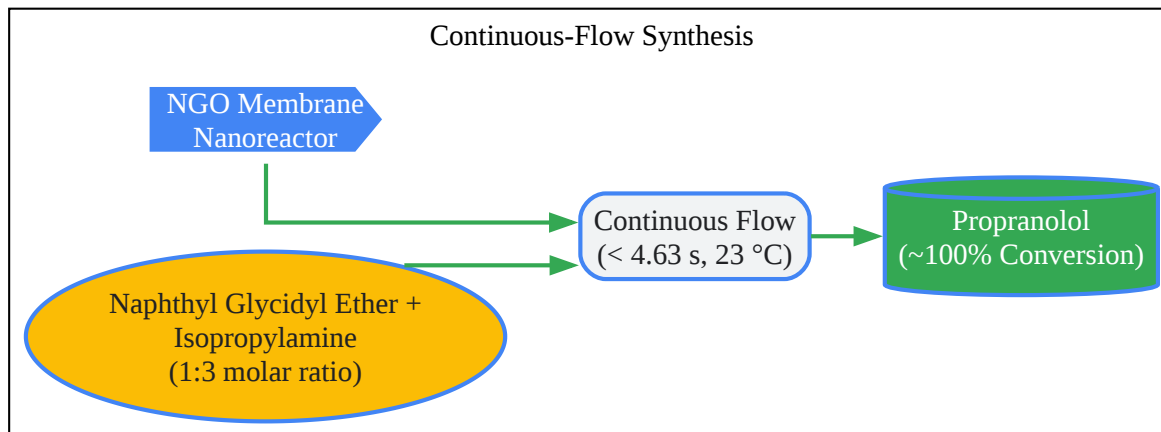 Continuous-Flow Synthesis
NGO Membrane
Nanoreactor
Continuous Flow
(< 4.63 s, 23 °C)
Propranolol
(~100% Conversion)
Naphthyl Glycidyl Ether +
Isopropylamine
(1:3 molar ratio)